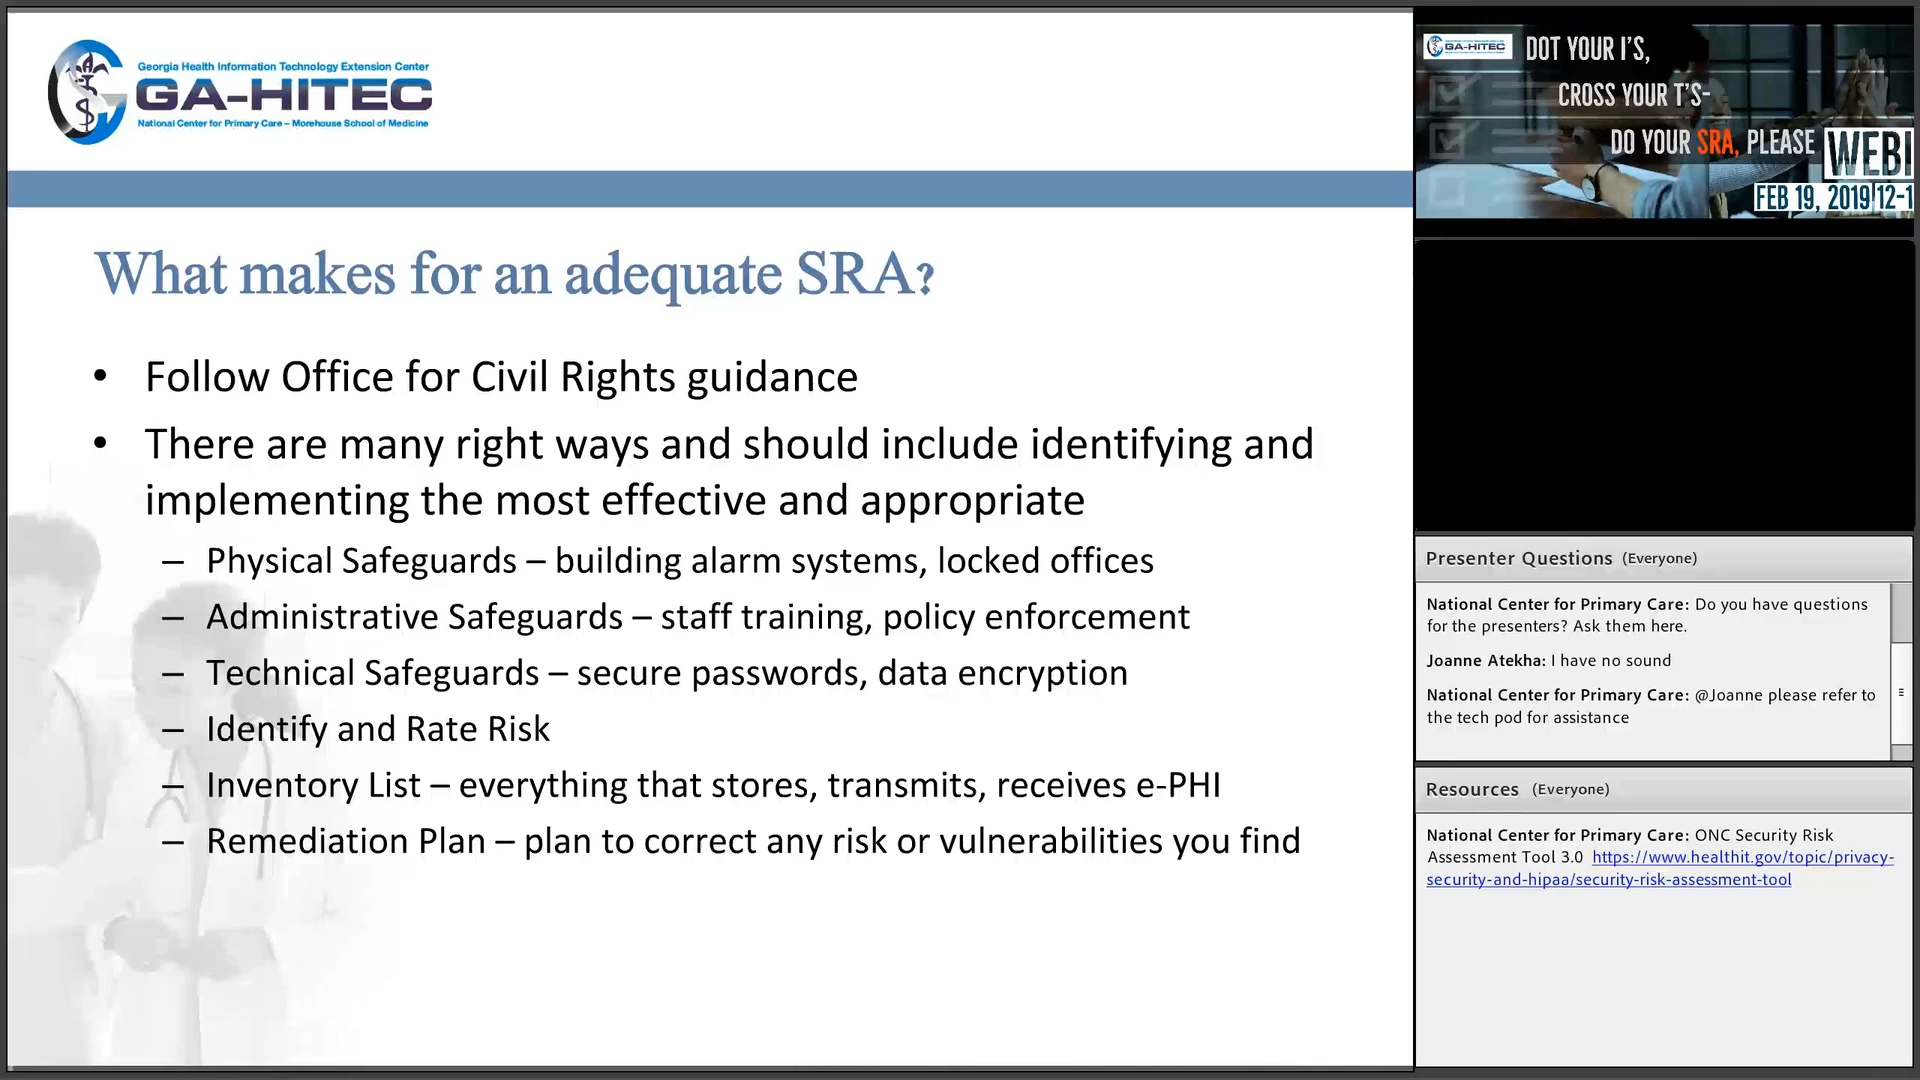 Georgia Health Information Technology Extension Center
GA-HITEC
National Center for Primary Care – Morehouse School of Medicine
What makes for an adequate SRA?
• Follow Office for Civil Rights guidance
• There are many right ways and should include identifying and
implementing the most effective and appropriate
– Physical Safeguards – building alarm systems, locked offices
– Administrative Safeguards – staff training, policy enforcement
– Technical Safeguards – secure passwords, data encryption
– Identify and Rate Risk
– Inventory List – everything that stores, transmits, receives e-PHI
– Remediation Plan – plan to correct any risk or vulnerabilities you find
GA-HITEC
DOT YOUR I'S,
CROSS YOUR T'S-
DO YOUR SRA, PLEASE
WEBI
FEB 19, 2019 12-1
Presenter Questions (Everyone)
National Center for Primary Care: Do you have questions
for the presenters? Ask them here.
Joanne Atekha: I have no sound
National Center for Primary Care: @Joanne please refer to
the tech pod for assistance
Resources (Everyone)
National Center for Primary Care: ONC Security Risk
Assessment Tool 3.0 https://www.healthit.gov/topic/privacy-
security-and-hipaa/security-risk-assessment-tool